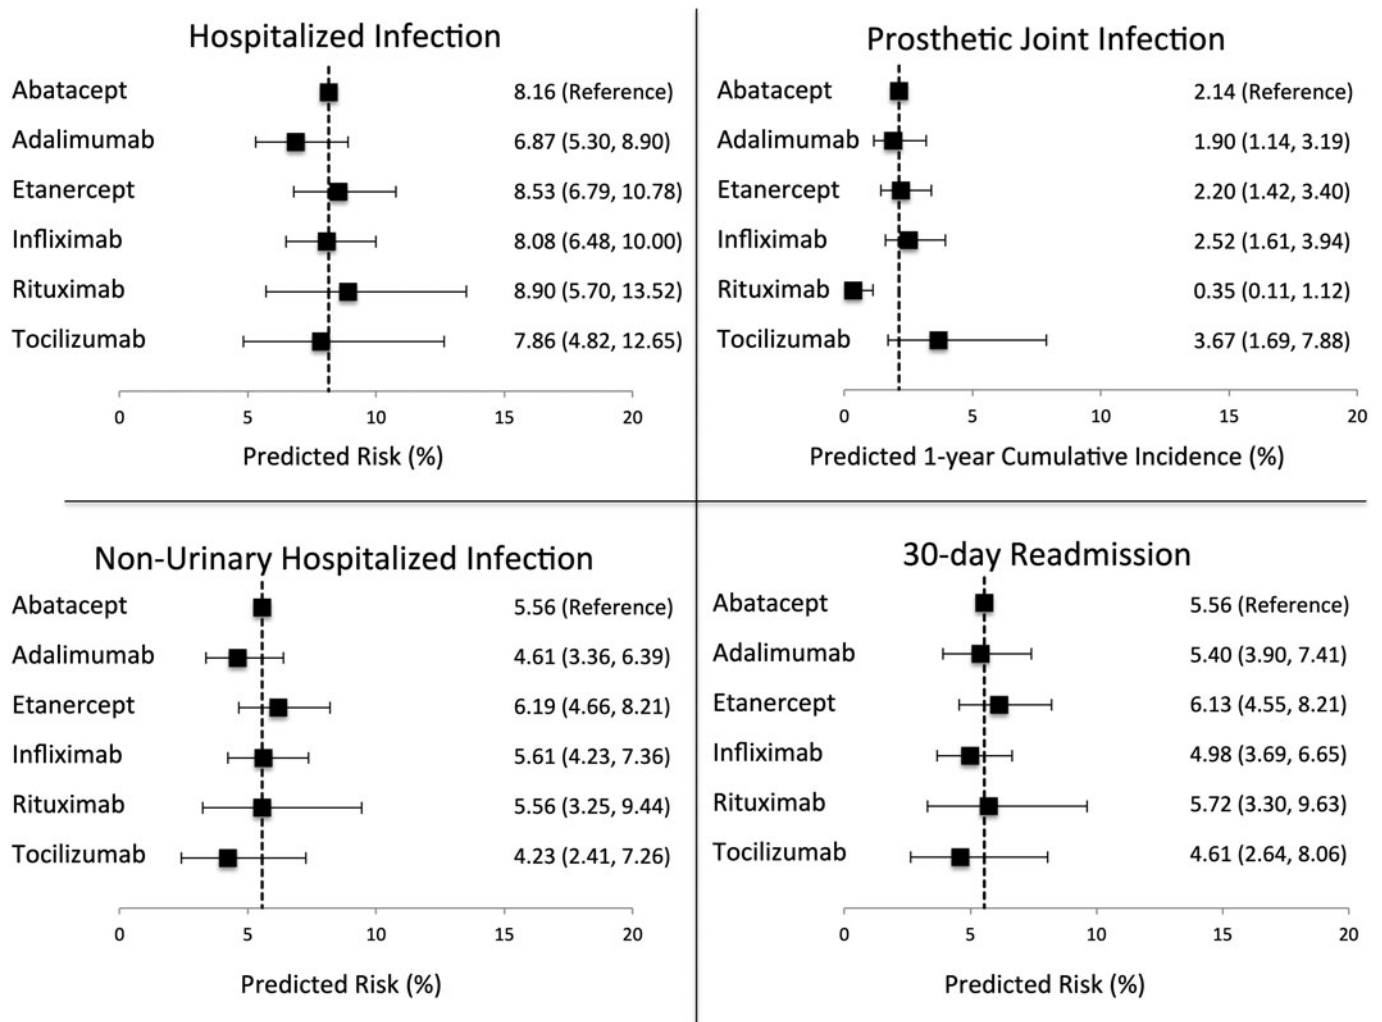 Hospitalized Infection
Abatacept 8.16 (Reference)
Adalimumab 6.87 (5.30, 8.90)
Etanercept 8.53 (6.79, 10.78)
Infliximab 8.08 (6.48, 10.00)
Rituximab 8.90 (5.70, 13.52)
Tocilizumab 7.86 (4.82, 12.65)
0 5 10 15 20
Predicted Risk (%)
Prosthetic Joint Infection
Abatacept 2.14 (Reference)
Adalimumab 1.90 (1.14, 3.19)
Etanercept 2.20 (1.42, 3.40)
Infliximab 2.52 (1.61, 3.94)
Rituximab 0.35 (0.11, 1.12)
Tocilizumab 3.67 (1.69, 7.88)
0 5 10 15 20
Predicted 1-year Cumulative Incidence (%)
Non-Urinary Hospitalized Infection
Abatacept 5.56 (Reference)
Adalimumab 4.61 (3.36, 6.39)
Etanercept 6.19 (4.66, 8.21)
Infliximab 5.61 (4.23, 7.36)
Rituximab 5.56 (3.25, 9.44)
Tocilizumab 4.23 (2.41, 7.26)
0 5 10 15 20
Predicted Risk (%)
30-day Readmission
Abatacept 5.56 (Reference)
Adalimumab 5.40 (3.90, 7.41)
Etanercept 6.13 (4.55, 8.21)
Infliximab 4.98 (3.69, 6.65)
Rituximab 5.72 (3.30, 9.63)
Tocilizumab 4.61 (2.64, 8.06)
0 5 10 15 20
Predicted Risk (%)